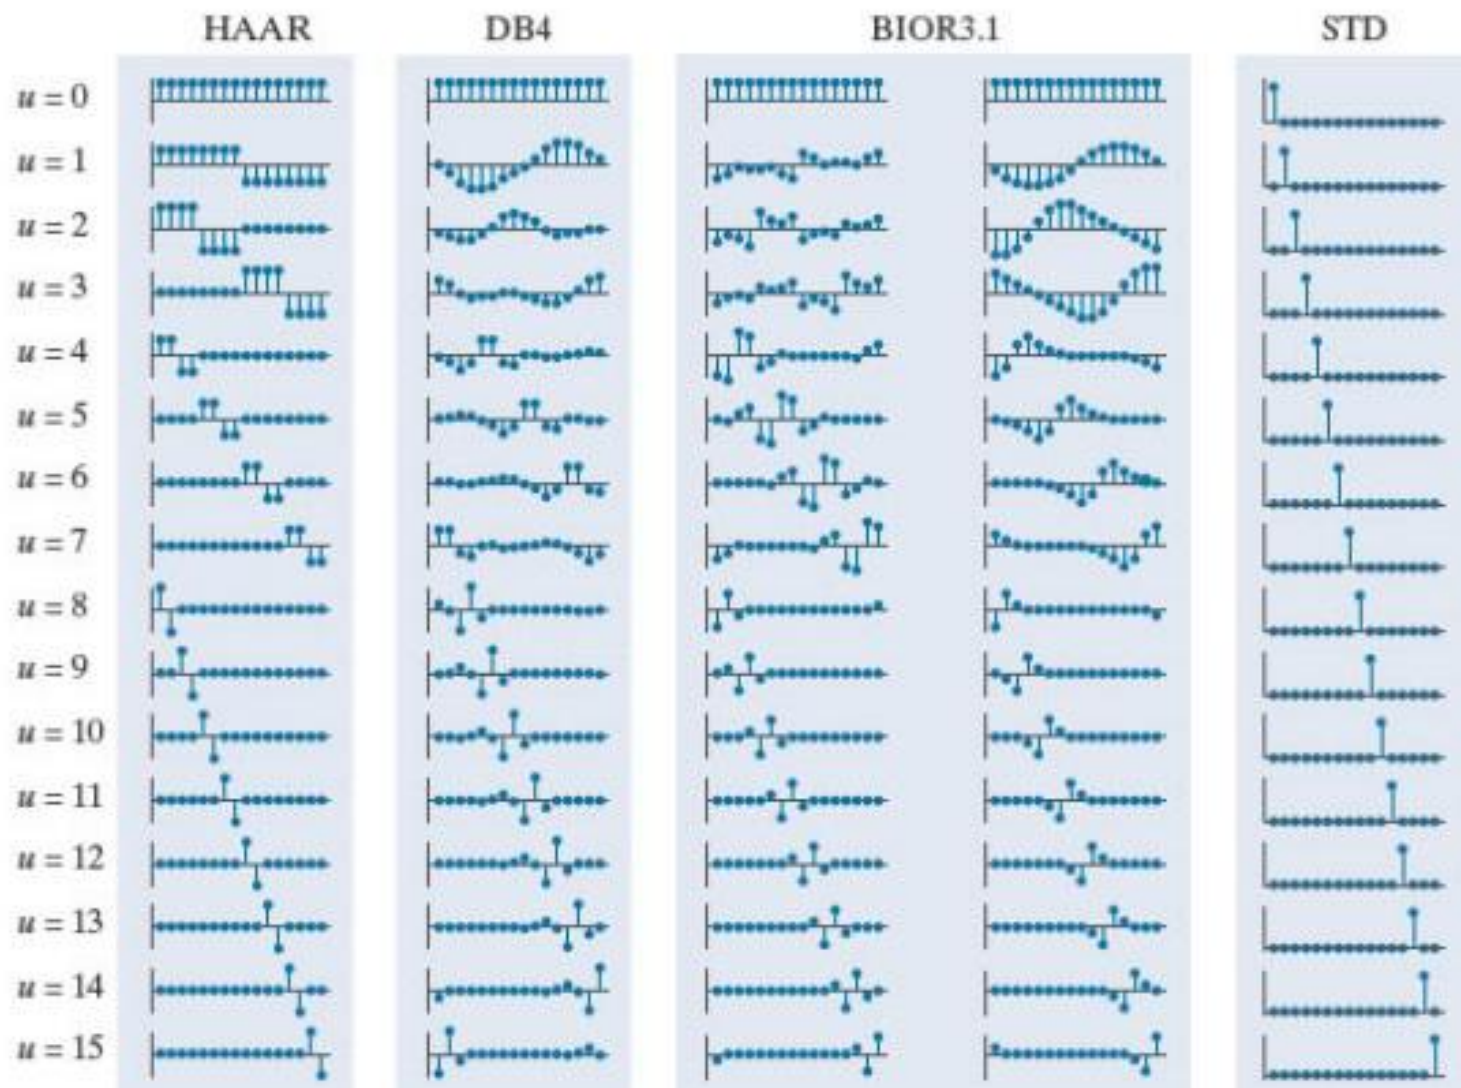 HAAR DB4 BIOR3.1 STD
u = 0
u = 1
u = 2
u = 3
u = 4
u = 5
u = 6
u = 7
u = 8
u = 9
u = 10
u = 11
u = 12
u = 13
u = 14
u = 15